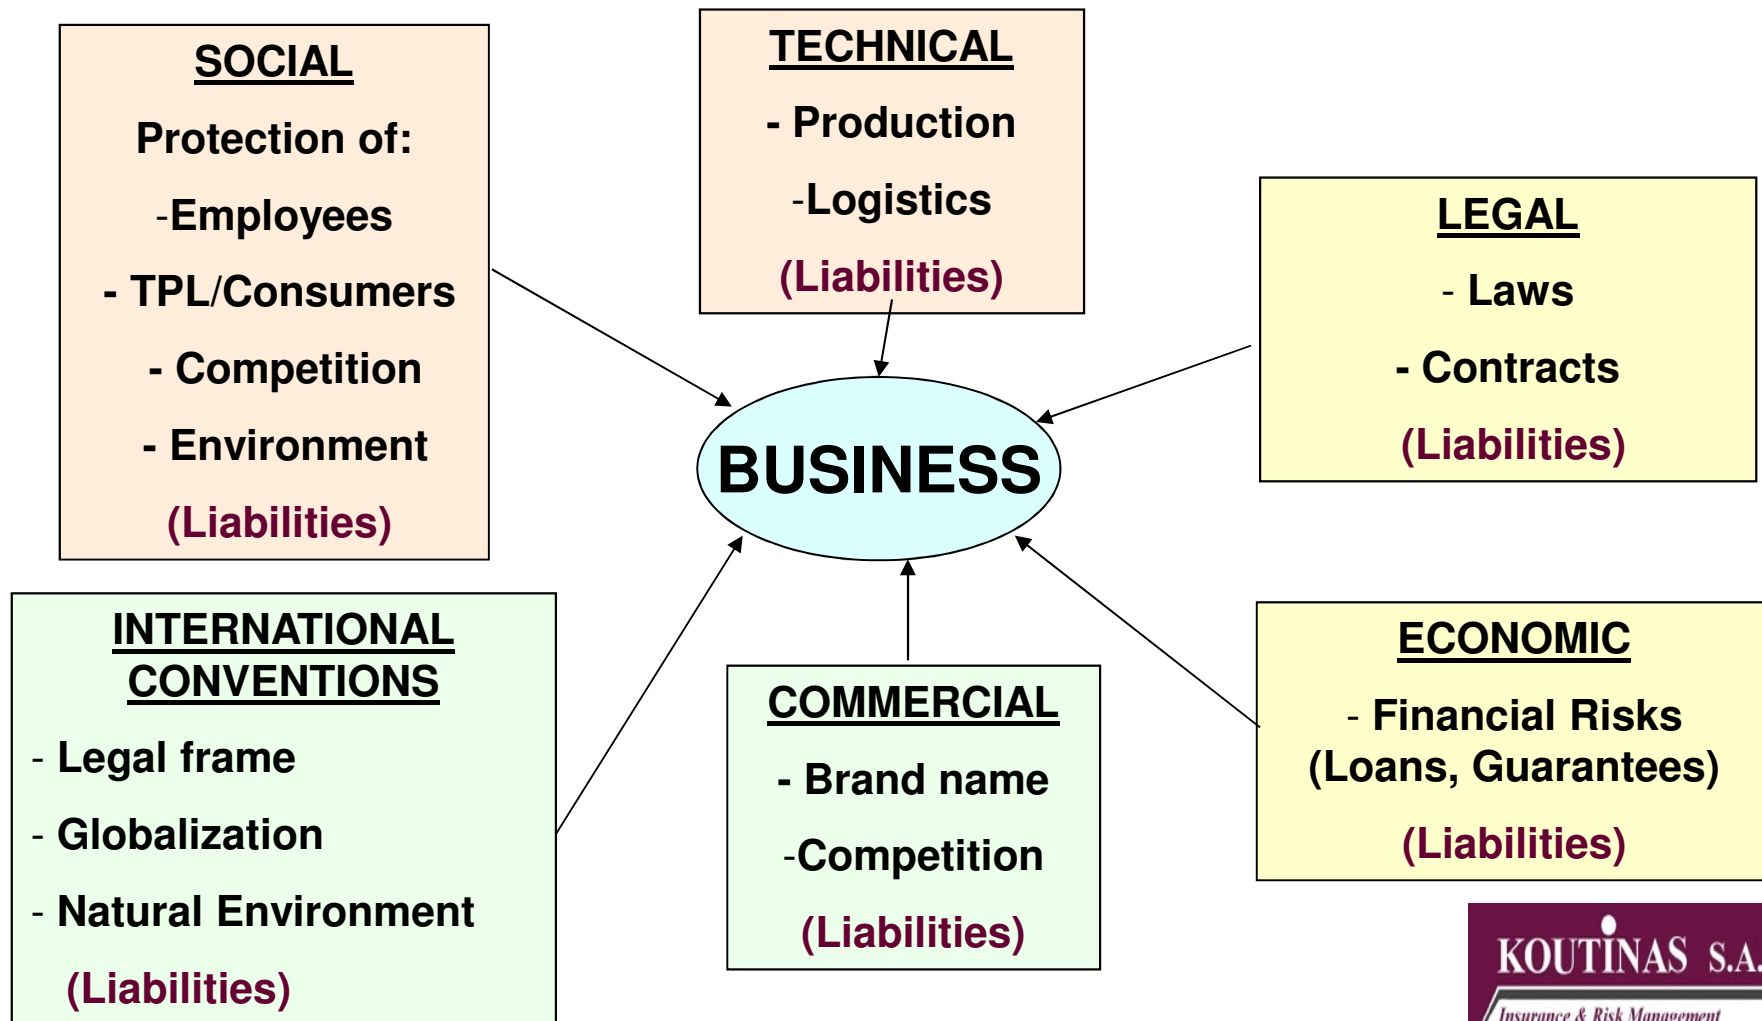 SOCIAL
Protection of:
-Employees
- TPL/Consumers
- Competition
- Environment
(Liabilities)
TECHNICAL
- Production
-Logistics
(Liabilities)
LEGAL
- Laws
- Contracts
(Liabilities)
BUSINESS
INTERNATIONAL
CONVENTIONS
- Legal frame
- Globalization
- Natural Environment
(Liabilities)
COMMERCIAL
- Brand name
-Competition
(Liabilities)
ECONOMIC
- Financial Risks
(Loans, Guarantees)
(Liabilities)
KOUTINAS S.A.
Insurance & Risk Management